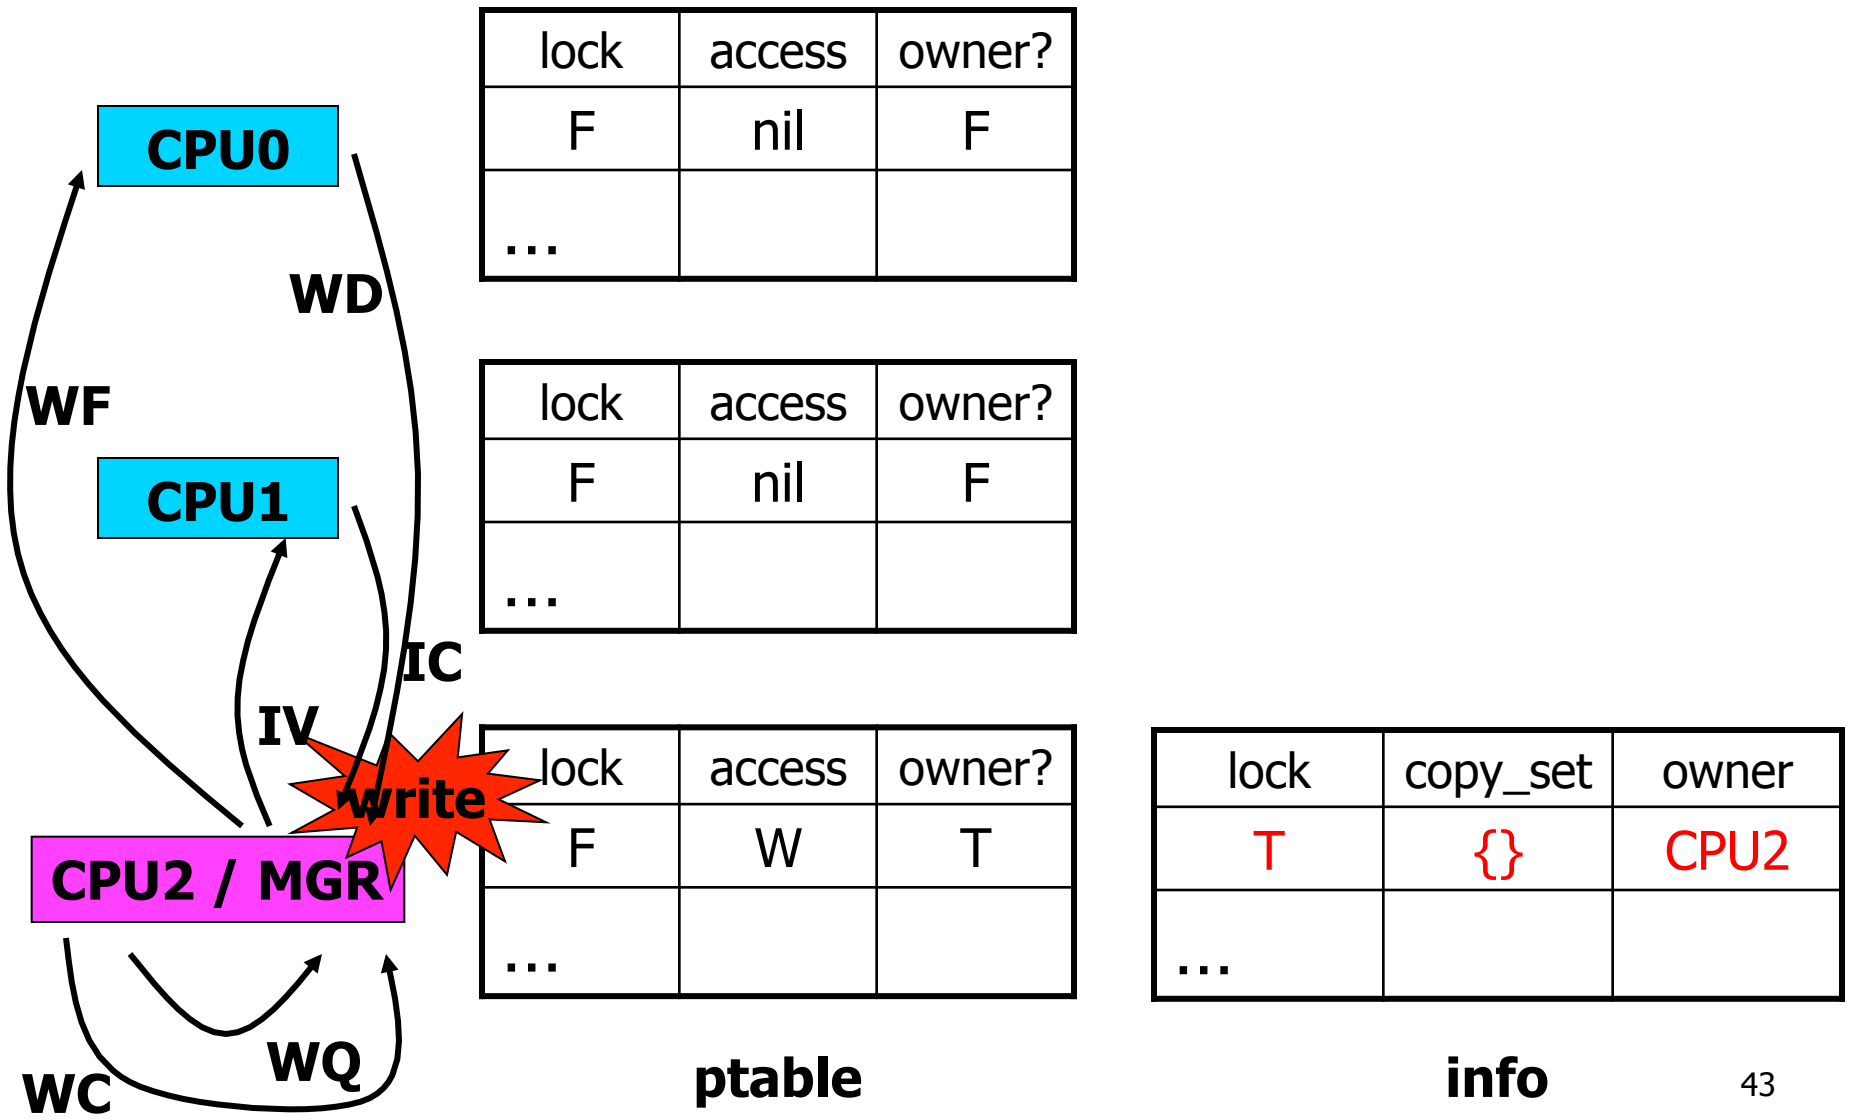 lock access owner?
F nil F
...
CPU0
WD
WF
lock access owner?
F nil F
...
CPU1
IC
IV
write
lock access owner?
F W T
...
CPU2 / MGR
WQ
WC
ptable
lock copy_set owner
T {} CPU2
...
info
43